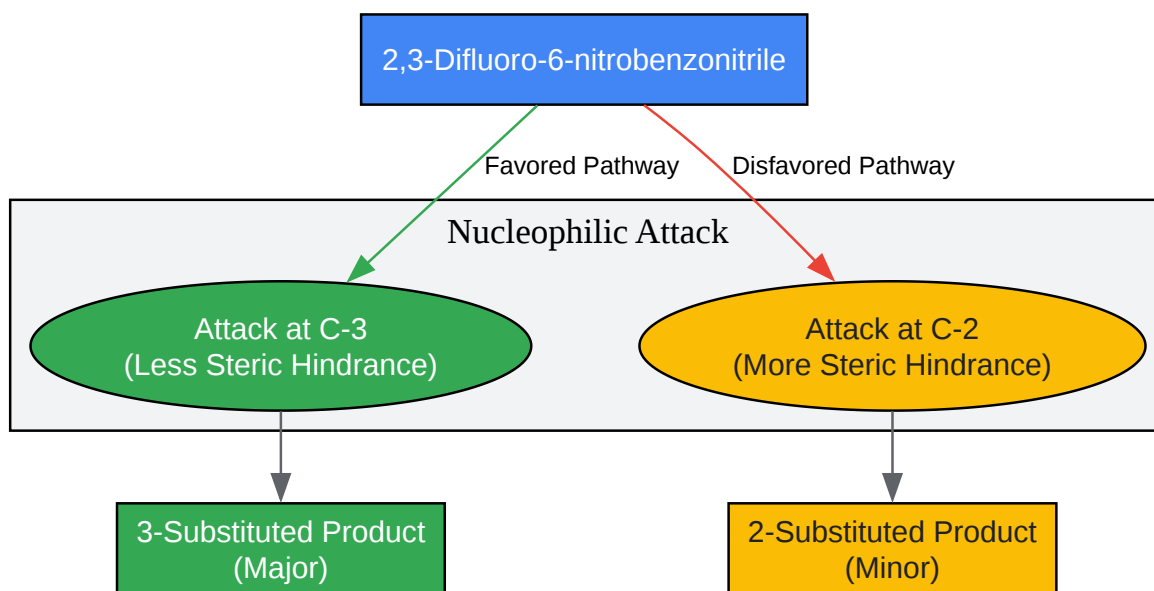 2,3-Difluoro-6-nitrobenzonitrile
Favored Pathway
Disfavored Pathway
Nucleophilic Attack
Attack at C-3
(Less Steric Hindrance)
Attack at C-2
(More Steric Hindrance)
3-Substituted Product
(Major)
2-Substituted Product
(Minor)